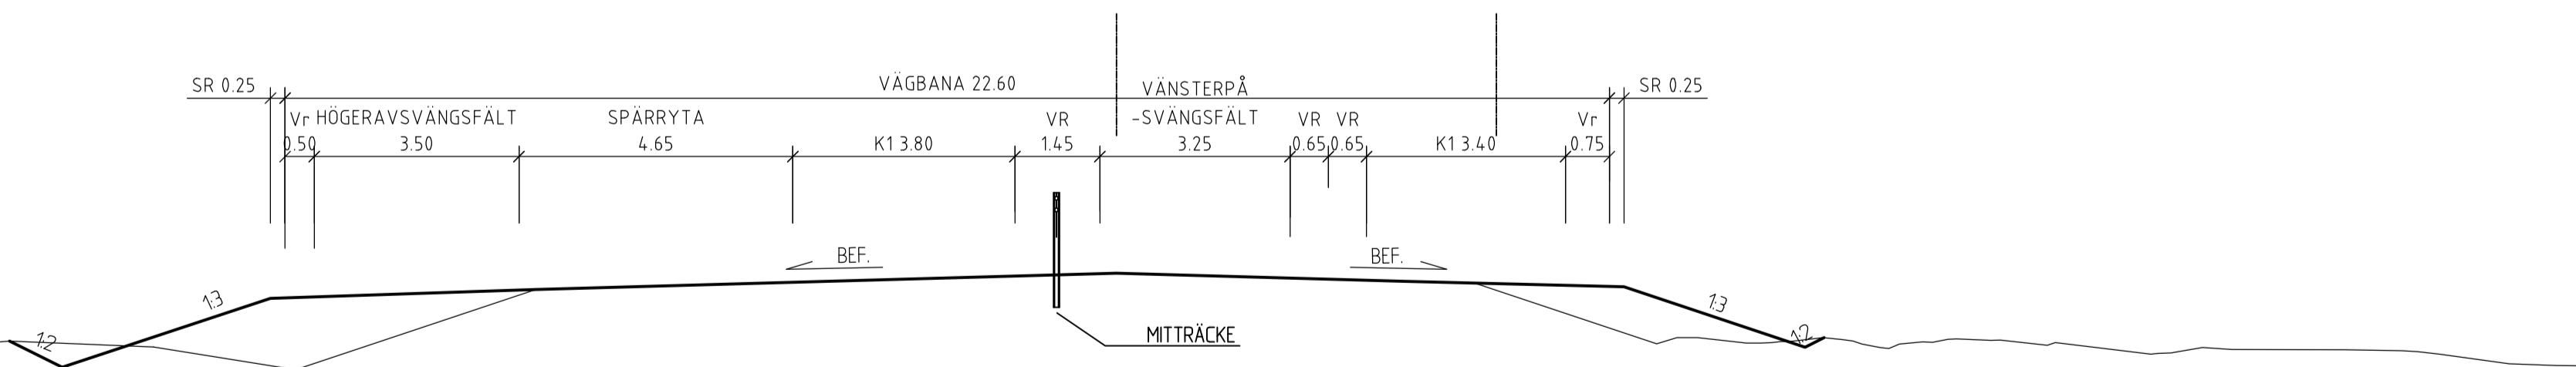 SR 0.25
VÄGBANA 22.60
VÄNSTERPÅ
SR 0.25
Vr HÖGERAVSVÄNGSFÄLT
SPÄRRYTA
VR
-SVÄNGSFÄLT
VR VR
Vr
0.50
3.50
4.65
K1 3.80
1.45
3.25
0.65 0.65
K1 3.40
0.75
BEF.
BEF.
1:3
1:3
1:2
MITTRÄCKE
1:2